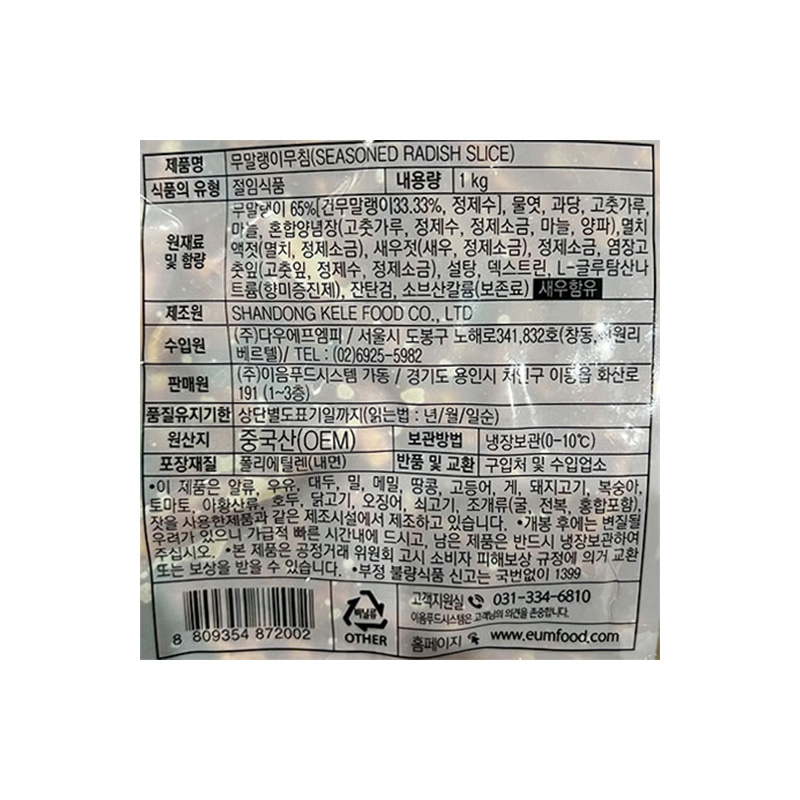 제품명 무말랭이무침(SEASONED RADISH SLICE)
식품의 유형 절임식품 내용량 1 kg
원재료 및 함량 무말랭이 65%[건무말랭이33.33%, 정제수], 물엿, 과당, 고춧가루,
마늘, 혼합양념장(고춧가루, 정제수, 정제소금, 마늘, 양파),멸치
액젓(멸치, 정제소금), 새우젓(새우, 정제소금), 정제소금, 염장고
춧잎(고춧잎, 정제수, 정제소금), 설탕, 덱스트린, L-글루탐산나
트륨(향미증진제), 잔탄검, 소브산칼륨(보존료) 새우함유
제조원 SHANDONG KELE FOOD CO., LTD
수입원 (주)다우에프엠피 / 서울시 도봉구 노해로341,832호(창동,
베르텔)/ TEL : (02)6925-5982
판매원 (주)이음푸드시스템 가동 / 경기도 용인시 처인구 이동읍 화산로
191 (1~3층)
품질유지기한 상단별도표기일까지(읽는법 : 년/월/일순)
원산지 중국산(OEM) 보관방법 냉장보관(0-10℃)
포장재질 폴리에틸렌(내면) 반품 및 교환 구입처 및 수입업소
•이 제품은 알류, 우유, 대두, 밀, 메밀, 땅콩, 고등어, 게, 돼지고기, 복숭아,
토마토, 아황산류, 호두, 닭고기, 오징어, 쇠고기, 조개류(굴, 전복, 홍합포함),
잣을 사용한제품과 같은 제조시설에서 제조하고 있습니다. •개봉 후에는 변질될
우려가 있으니 가급적 빠른 시간내에 드시고, 남은 제품은 반드시 냉장보관하여
주십시오. •본 제품은 공정거래 위원회 고시 소비자 피해보상 규정에 의거 교환
또는 보상을 받을 수 있습니다. •부정 불량식품 신고는 국번없이 1399
8 809354 872002
비닐류
OTHER
고객지원실 031-334-6810
이음푸드시스템은 고객님의 의견을 존중합니다.
홈페이지 www.eumfood.com